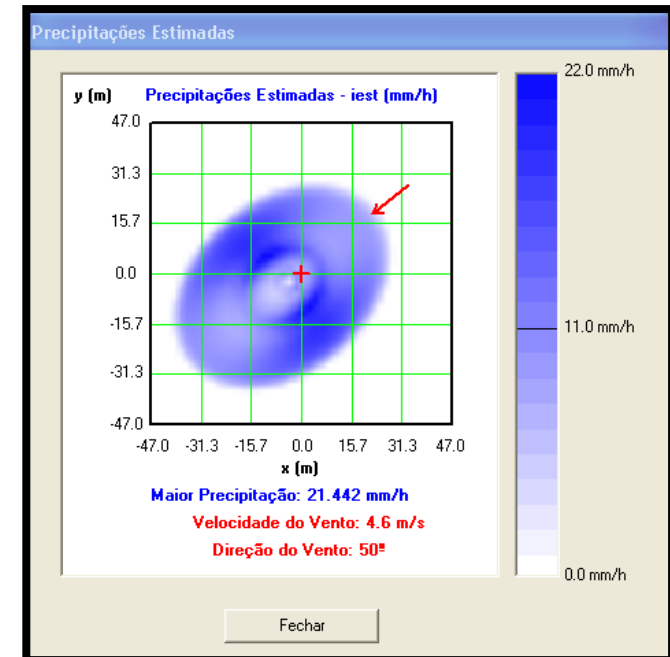 Precipitações Estimadas
y (m) Precipitações Estimadas - iest (mm/h)
47.0
31.3
15.7
0.0
-15.7
-31.3
-47.0
-47.0 -31.3 -15.7 0.0 15.7 31.3 47.0
x (m)
Maior Precipitação: 21.442 mm/h
Velocidade do Vento: 4.6 m/s
Direção do Vento: 50º
22.0 mm/h
11.0 mm/h
0.0 mm/h
Fechar